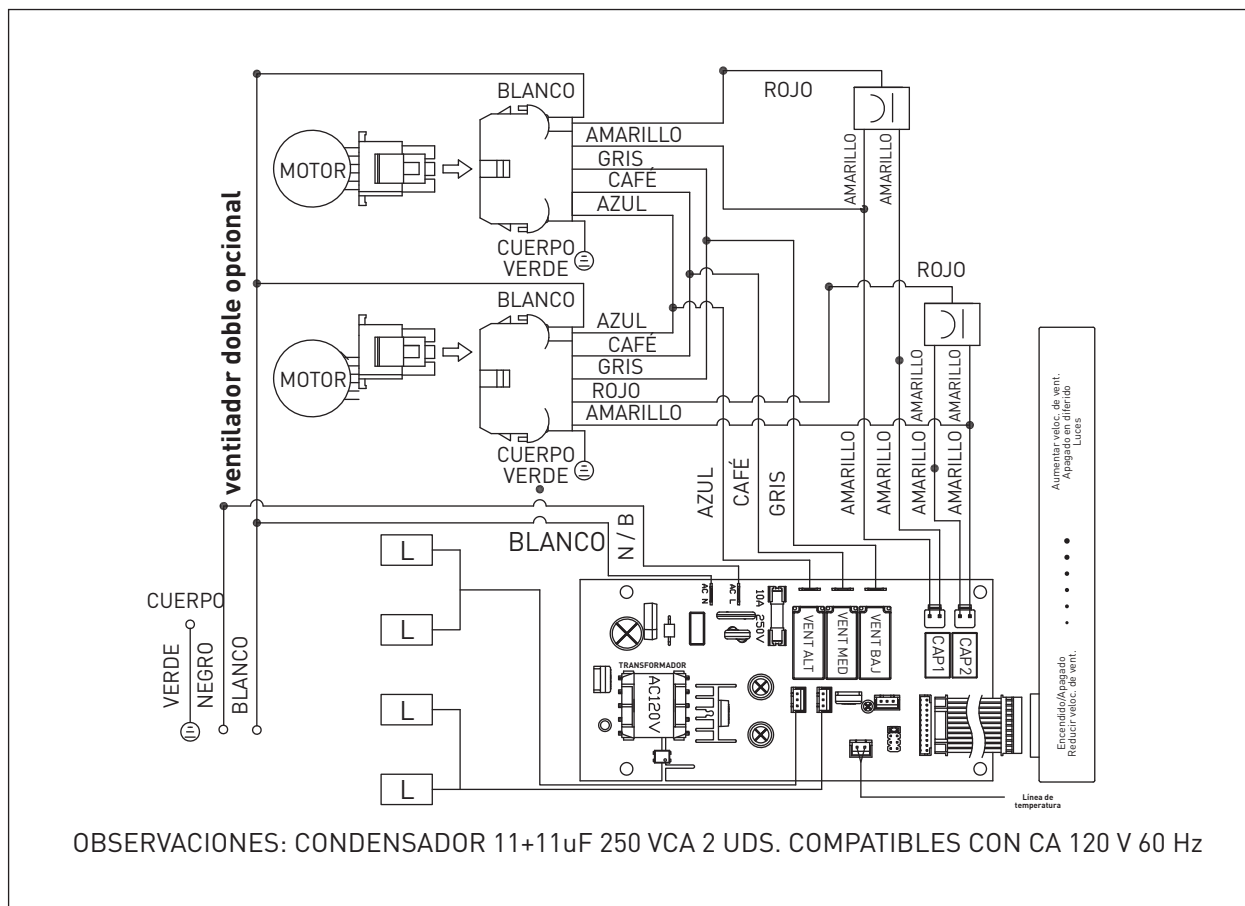 BLANCO
ROJO
AMARILLO
GRIS
CAFÉ
AZUL
CUERPO
VERDE
MOTOR
AMARILLO
AMARILLO
ventilador doble opcional
BLANCO
AZUL
CAFÉ
GRIS
ROJO
AMARILLO
CUERPO
VERDE
MOTOR
ROJO
AMARILLO
AMARILLO
AZUL
CAFÉ
GRIS
AMARILLO
AMARILLO
AMARILLO
AMARILLO
BLANCO
N / B
L
L
L
L
CUERPO
VERDE
NEGRO
BLANCO
AC N
AC L
10A 250V
VENT ALT
VENT MED
VENT BAJ
CAP1
CAP2
TRANSFORMADOR
AC120V
Aumentar veloc. de vent.
Apagado en diferido
Luces
Encendido/Apagado
Reducir veloc. de vent.
Línea de
temperatura
OBSERVACIONES: CONDENSADOR 11+11uF 250 VCA 2 UDS. COMPATIBLES CON CA 120 V 60 Hz